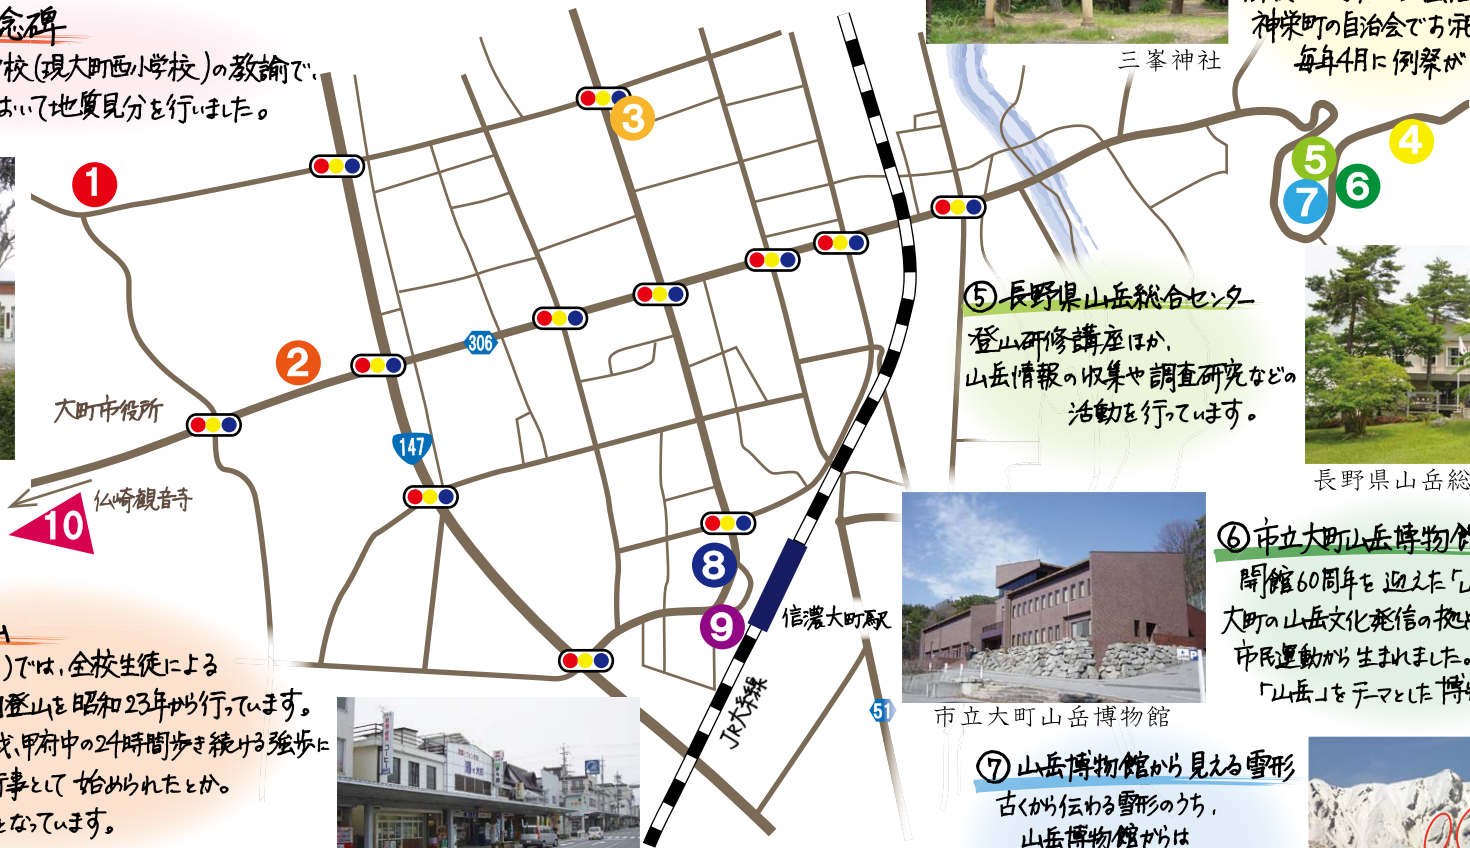 念碑
校(現大町西小学校)の教諭で、
おいて地質見分を行いました。
三峯神社
神栄町の自治会でお宅
毎年4月に例祭が
1
2
3
4
5
6
7
8
9
10
306
147
51
大町市役所
仏崎観音寺
信濃大町駅
JR大糸線
⑤長野県山岳総合センター
登山研修講座ほか、
山岳情報の収集や調査研究などの
活動を行っています。
長野県山岳総
⑥市立大町山岳博物館
開館60周年を迎えた「山
大町の山岳文化発信の拠
市民運動から生まれました。
「山岳」をテーマとした博
市立大町山岳博物館
⑦山岳博物館から見える雪形
古くから伝わる雪形のうち、
山岳博物館からは
)では、全校生徒による
登山を昭和23年から行っています。
甲府中の24時間歩き続ける強歩に
行事として始められたとか。
となっています。